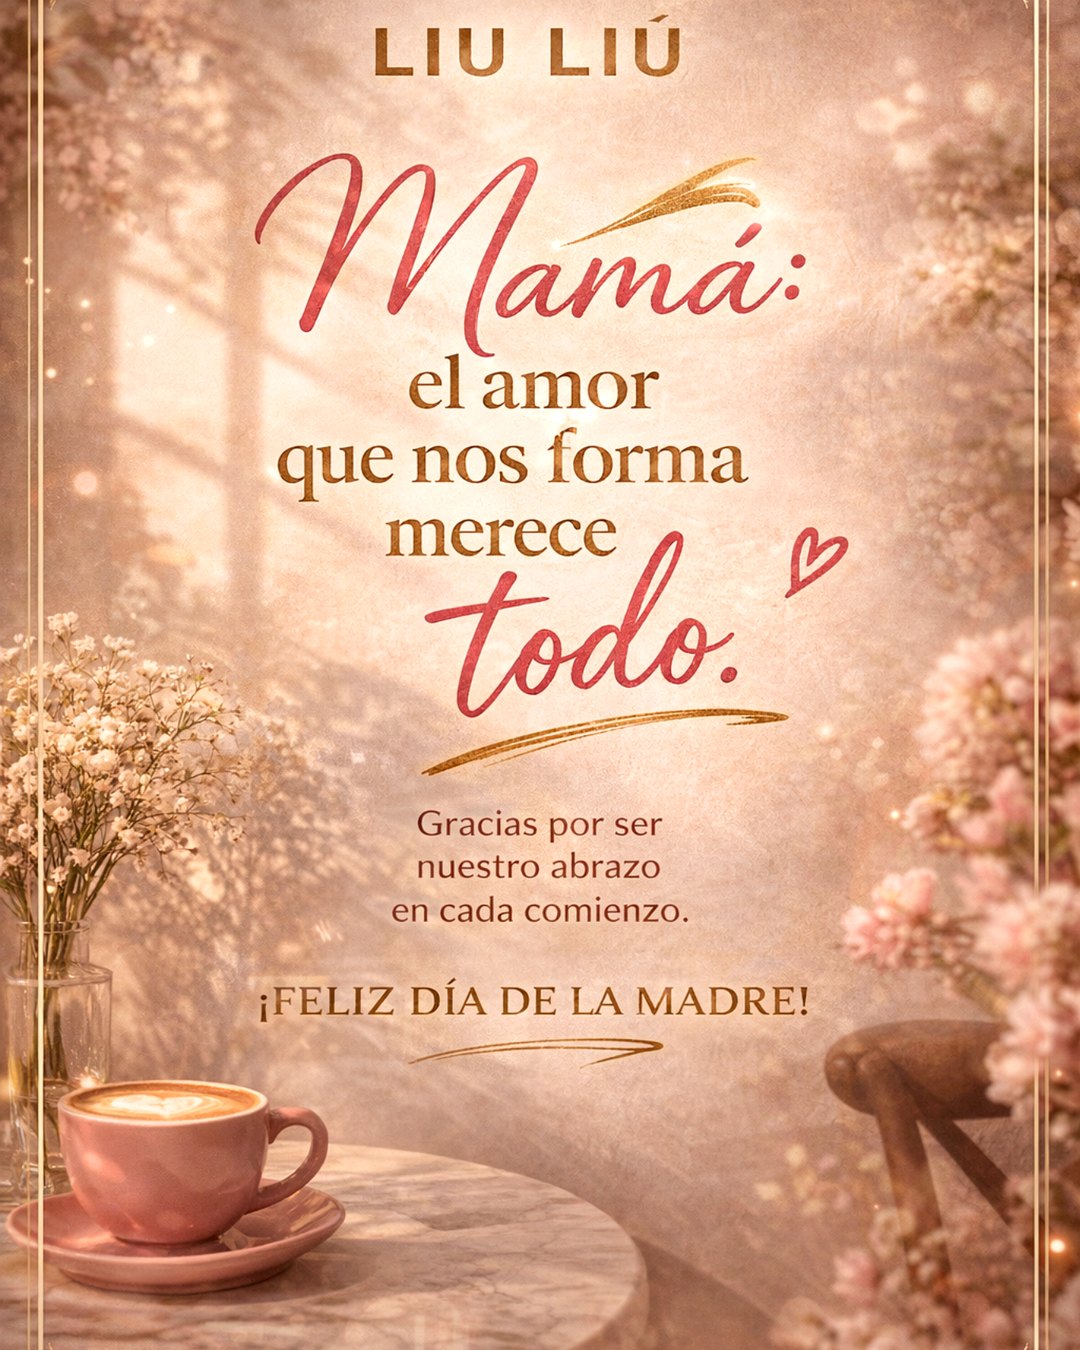 LIU LIÚ
Mamá:
el amor
que nos forma
merece
todo.
Gracias por ser
nuestro abrazo
en cada comienzo.
¡FELIZ DÍA DE LA MADRE!